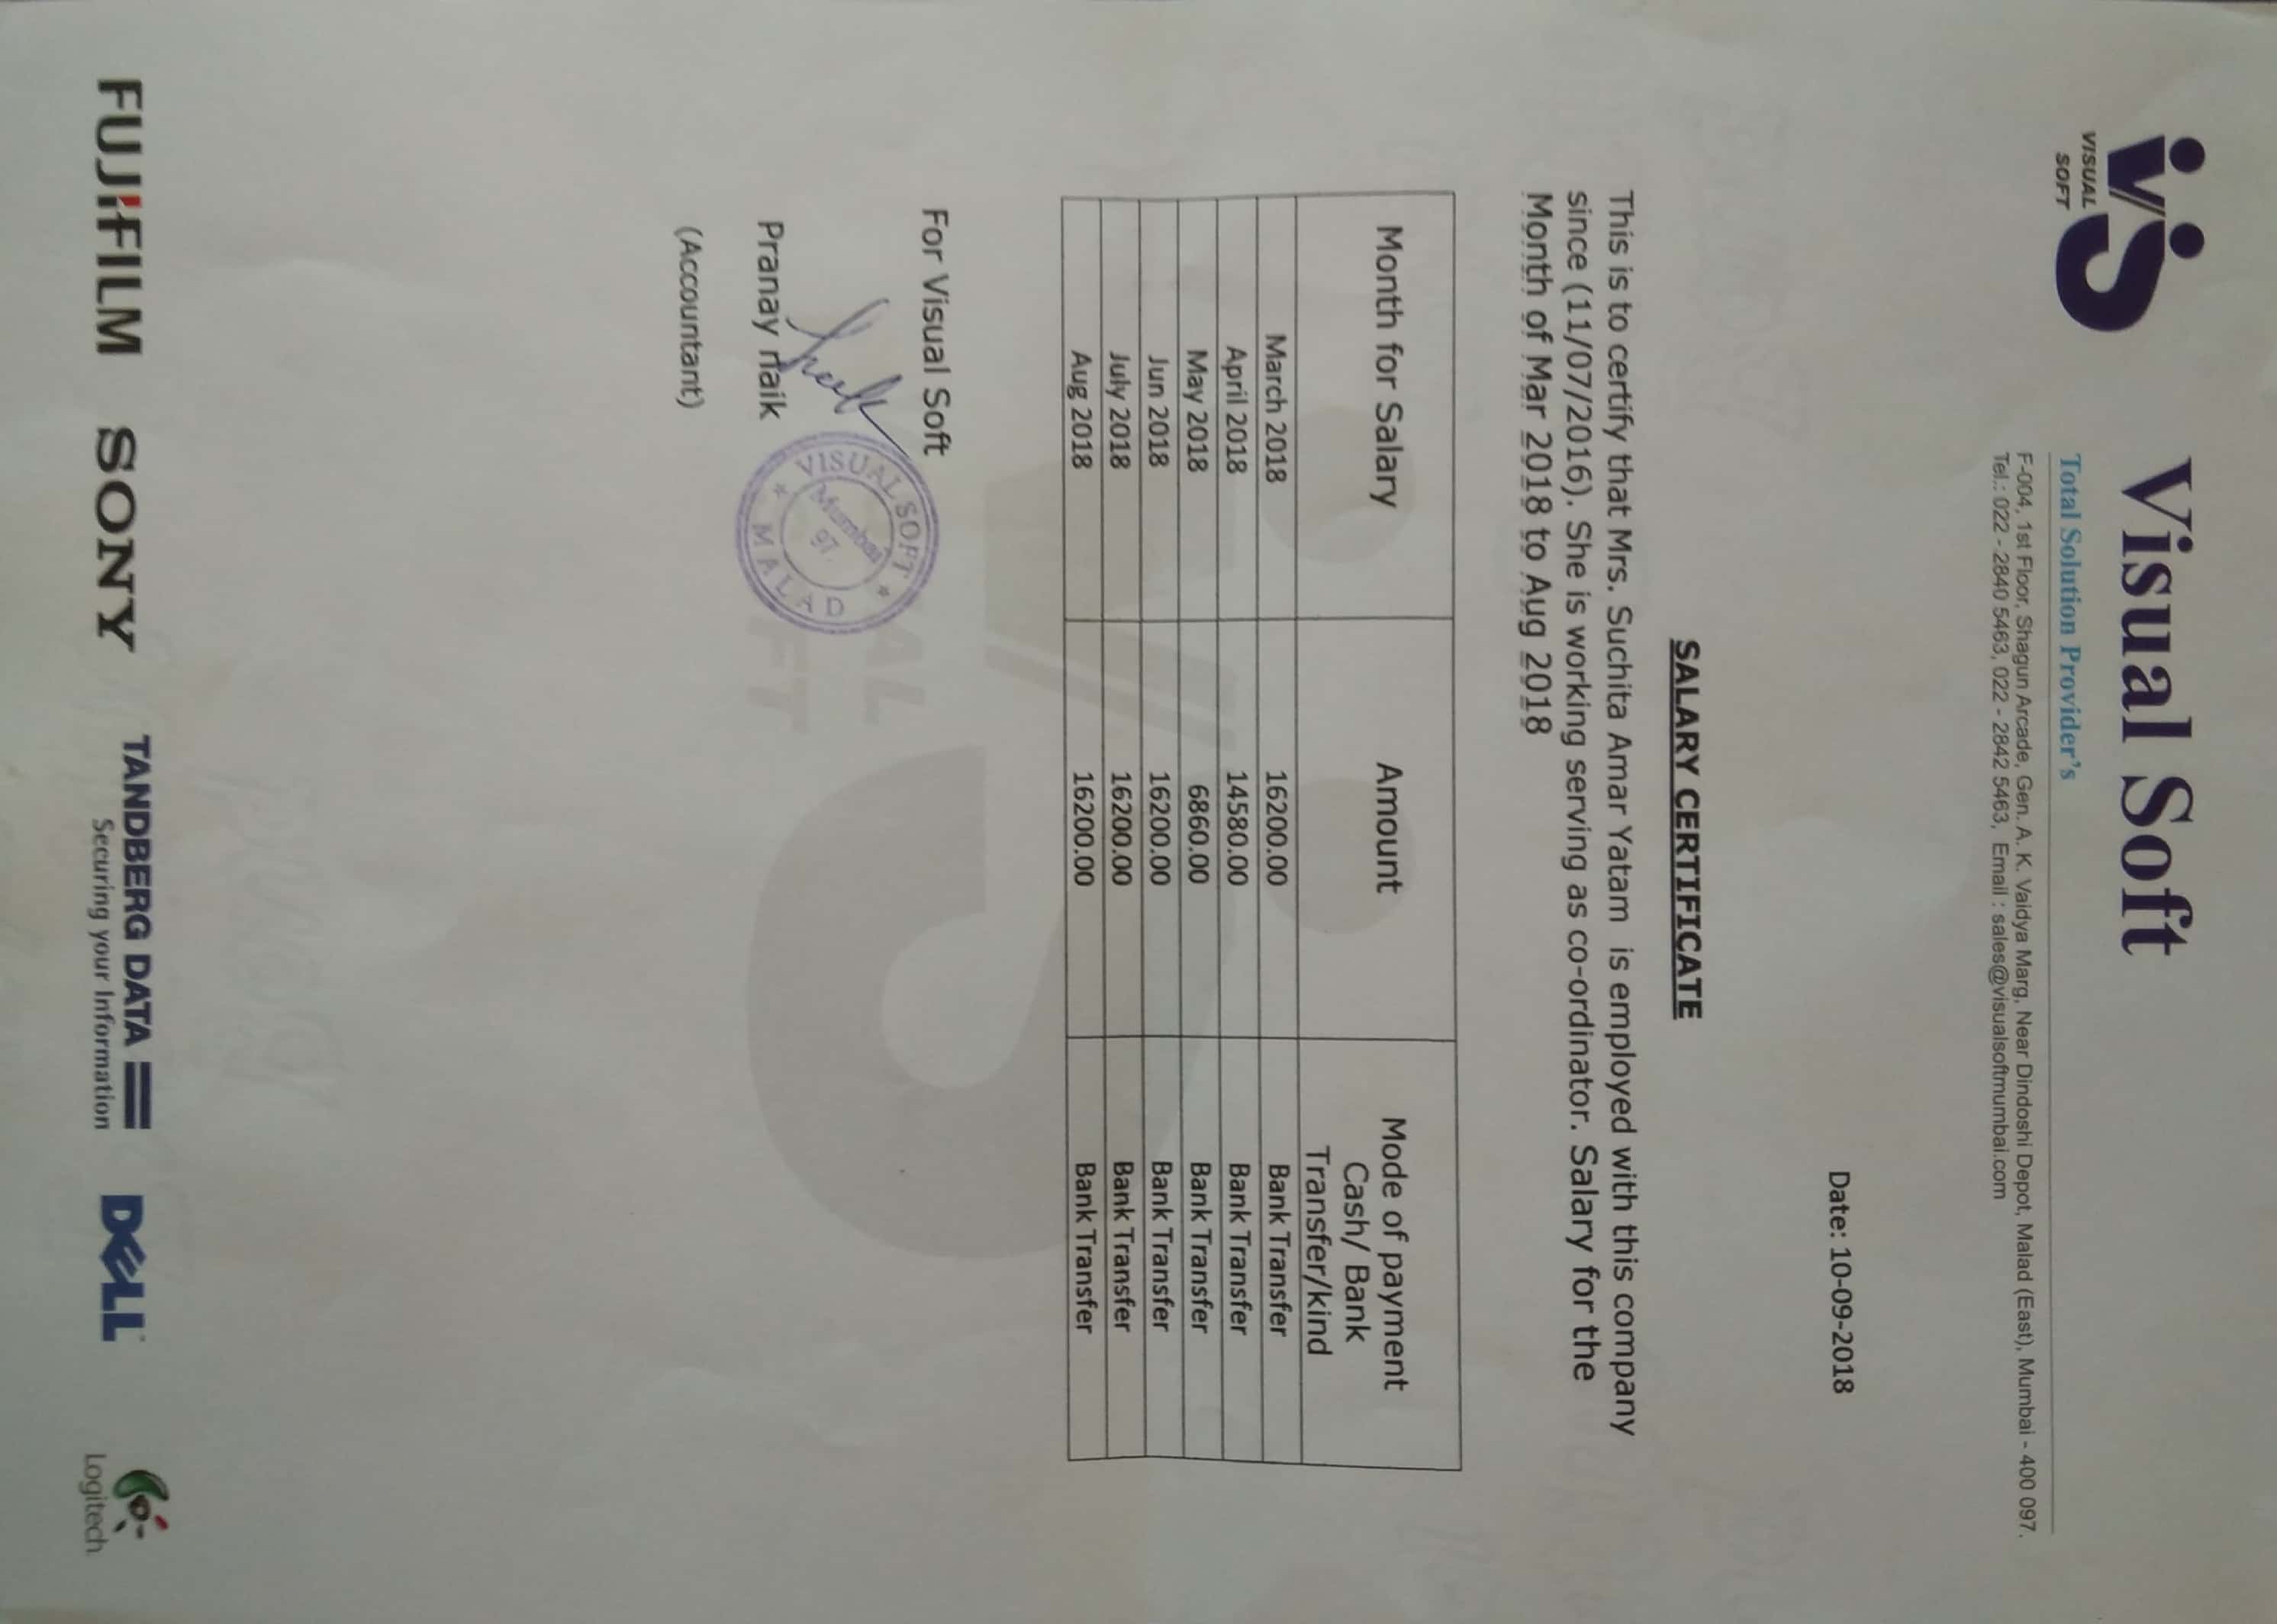 VISUAL
SOFT
Visual Soft
Total Solution Provider's
F-004, 1st Floor, Shagun Arcade, Gen. A. K. Vaidya Marg, Near Dindoshi Depot, Malad (East), Mumbai - 400 097.
Tel.: 022 - 2840 5463, 022 - 2842 5463, Email : sales@visualsoftmumbai.com
Date: 10-09-2018
SALARY CERTIFICATE
This is to certify that Mrs. Suchita Amar Yatam is employed with this company
since (11/07/2016). She is working serving as co-ordinator. Salary for the
Month of Mar 2018 to Aug 2018
Month for Salary Amount Mode of payment
Cash/ Bank
Transfer/kind
March 2018 16200.00 Bank Transfer
April 2018 14580.00 Bank Transfer
May 2018 6860.00 Bank Transfer
Jun 2018 16200.00 Bank Transfer
July 2018 16200.00 Bank Transfer
Aug 2018 16200.00 Bank Transfer
For Visual Soft
VISUAL SOFT
Mumbai
97
MALAD
Pranay naik
(Accountant)
FUJIFILM SONY TANDBERG DATA DELL Logitech
Securing your Information